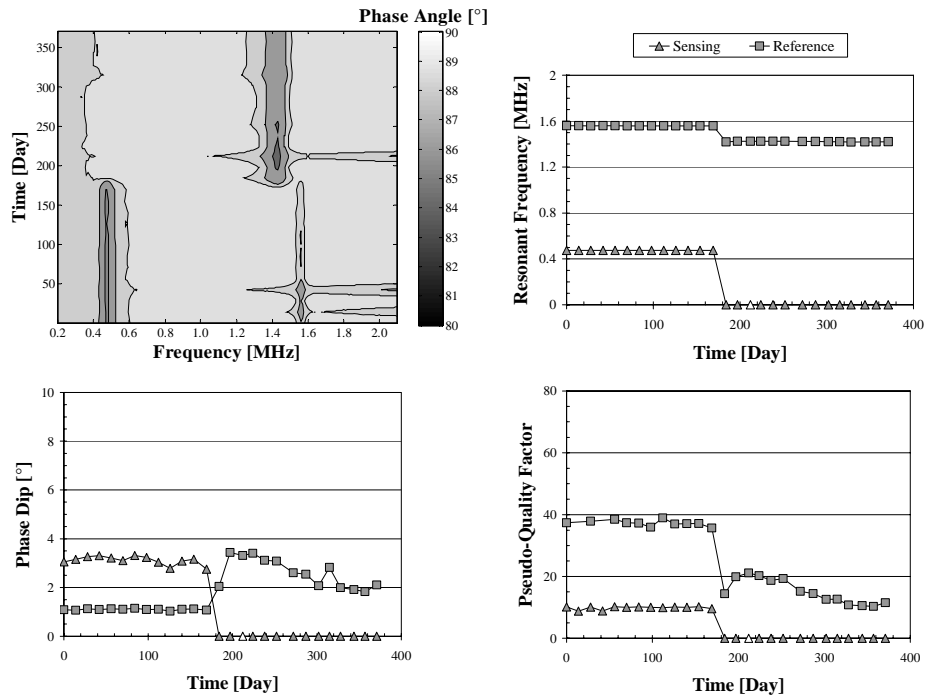 Phase Angle [°]
350
300
250
200
150
100
50
Time [Day]
0.2 0.4 0.6 0.8 1.0 1.2 1.4 1.6 1.8 2.0
Frequency [MHz]
90
89
88
87
86
85
84
83
82
81
80
Sensing Reference
2
1.6
1.2
0.8
0.4
0
Resonant Frequency [MHz]
0 100 200 300 400
Time [Day]
10
8
6
4
2
0
Phase Dip [°]
0 100 200 300 400
Time [Day]
80
60
40
20
0
Pseudo-Quality Factor
0 100 200 300 400
Time [Day]